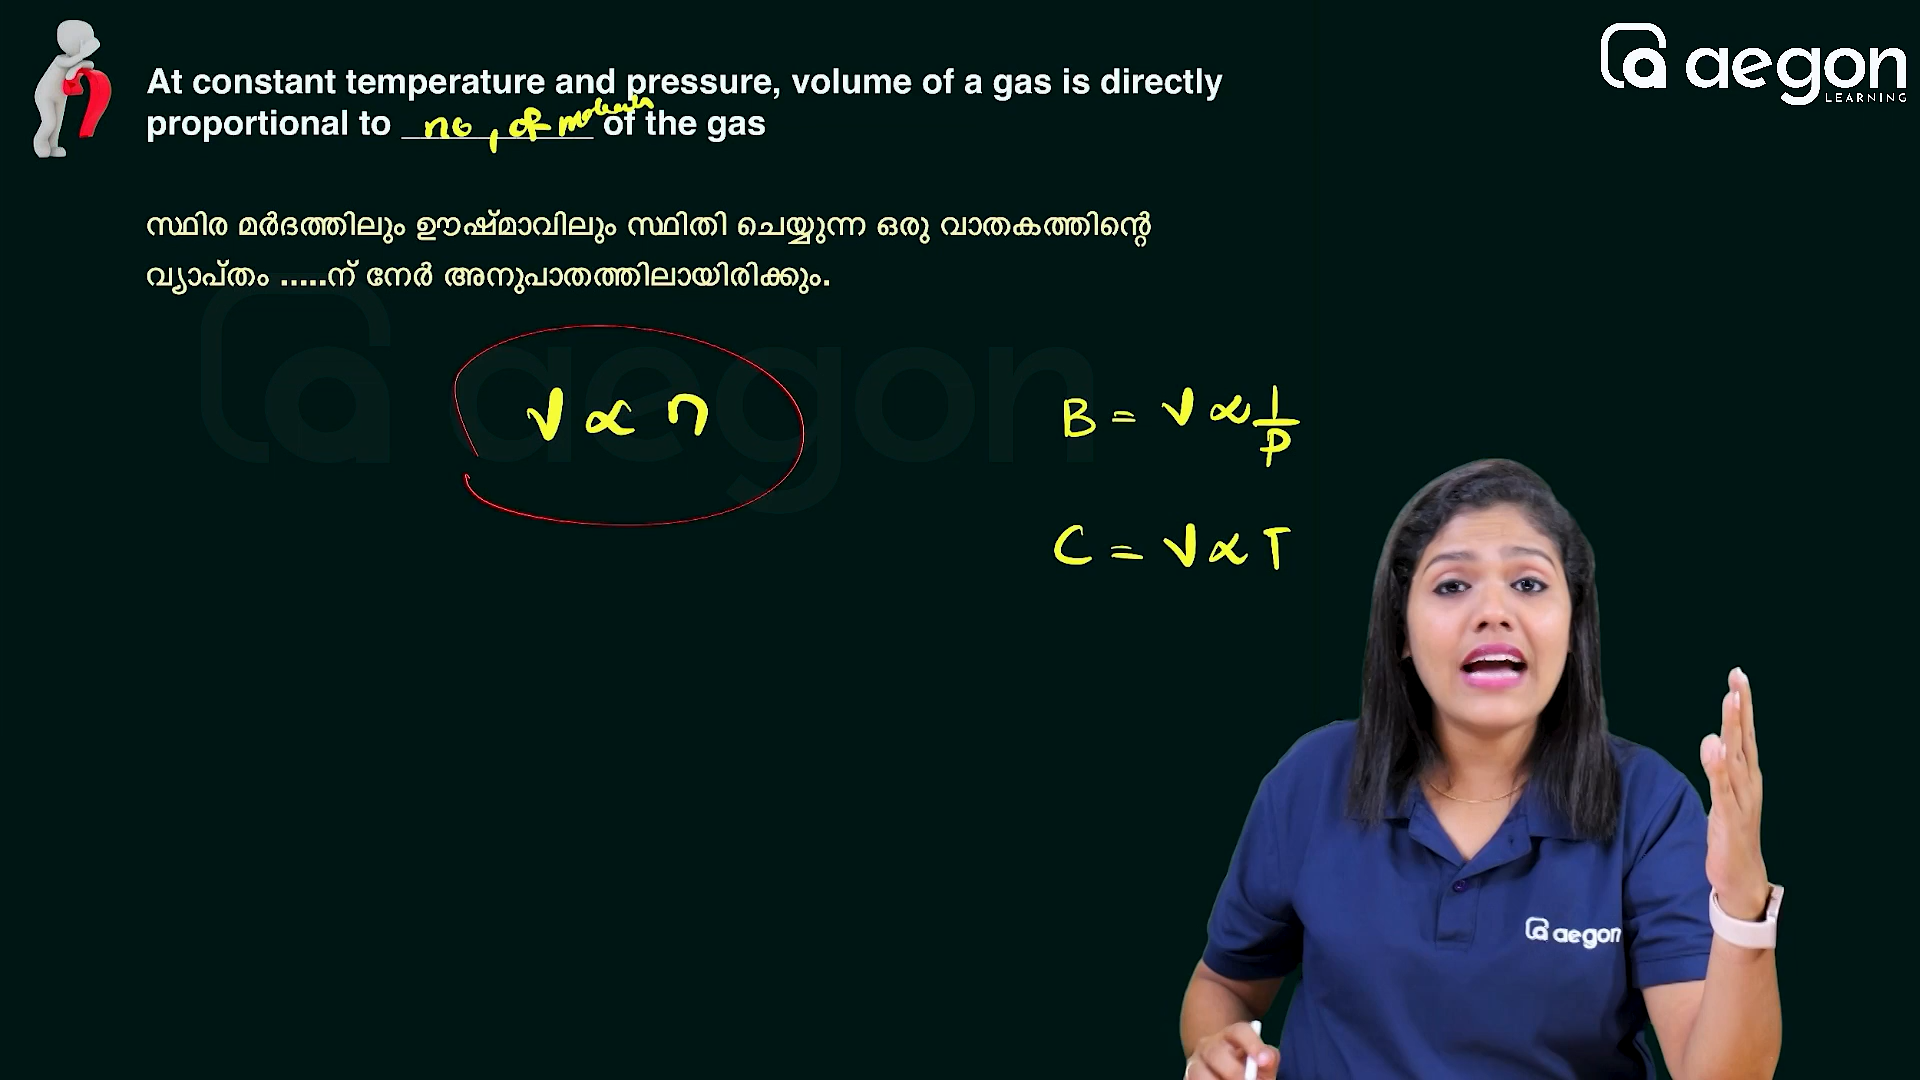 aegon
LEARNING
At constant temperature and pressure, volume of a gas is directly
proportional to no, of molecules of the gas
സ്ഥിര മർദത്തിലും ഊഷ്മാവിലും സ്ഥിതി ചെയ്യുന്ന ഒരു വാതകത്തിന്റെ
വ്യാപ്തം .....ന് നേർ അനുപാതത്തിലായിരിക്കും.
V ∝ n
B = V ∝ 1/P
C = V ∝ T
aegon
aegon